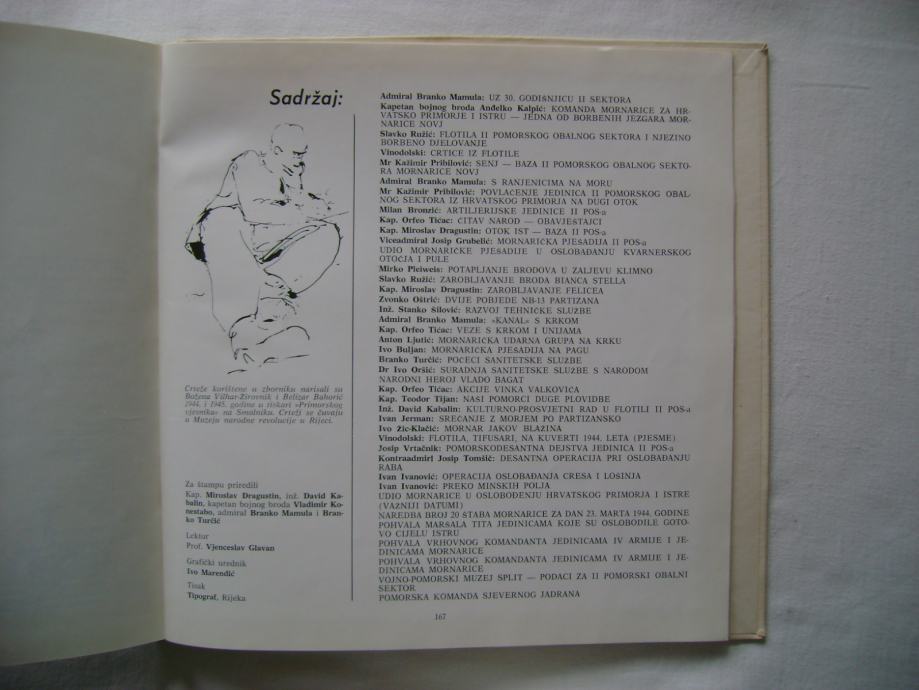 Sadržaj:
Crteže korištene u zborniku narisali su
Božena Vilhar-Žirovnik i Belizar Bahorić
1944. i 1945. godine u tiskari »Primorskog
vjesnika« na Smolniku. Crteži se čuvaju
u Muzeju narodne revolucije u Rijeci.
Za štampu priredili
Kap. Miroslav Dragustin, inž. David Ka-
balin, kapetan bojnog broda Vladimir Ko-
nestabo, admiral Branko Mamula i Bran-
ko Turčić
Lektur
Prof. Vjenceslav Glavan
Grafički urednik
Ivo Marendić
Tisak
Tipograf, Rijeka
Admiral Branko Mamula: UZ 30. GODIŠNJICU II SEKTORA
Kapetan bojnog broda Anđelko Kalpić: KOMANDA MORNARICE ZA HR-
VATSKO PRIMORJE I ISTRU — JEDNA OD BORBENIH JEZGARA MOR-
NARICE NOVJ
Slavko Ružić: FLOTILA II POMORSKOG OBALNOG SEKTORA I NJEZINO
BORBENO DJELOVANJE
Vinodolski: CRTICE IZ FLOTILE
Mr Kažimir Pribilović: SENJ — BAZA II POMORSKOG OBALNOG SEKTO-
RA MORNARICE NOVJ
Admiral Branko Mamula: S RANJENICIMA NA MORU
Mr Kažimir Pribilović: POVLAČENJE JEDINICA II POMORSKOG OBAL-
NOG SEKTORA IZ HRVATSKOG PRIMORJA NA DUGI OTOK
Milan Bronzić: ARTILJERIJSKE JEDINICE II POS-a
Kap. Orfeo Tićac: ČITAV NAROD — OBAVJEŠTAJCI
Kap. Miroslav Dragustin: OTOK IST — BAZA II POS-a
Viceadmiral Josip Grubelić: MORNARIČKA PJEŠADIJA II POS-a
UDIO MORNARIČKE PJEŠADIJE U OSLOBAĐANJU KVARNERSKOG
OTOČJA I PULE
Mirko Pleiweis: POTAPLJANJE BRODOVA U ZALJEVU KLIMNO
Slavko Ružić: ZAROBLJAVANJE BRODA BIANCA STELLA
Kap. Miroslav Dragustin: ZAROBLJAVANJE FELICEA
Zvonko Oštrić: DVIJE POBJEDE NB-13 PARTIZANA
Inž. Stanko Šilović: RAZVOJ TEHNIČKE SLUŽBE
Admiral Branko Mamula: »KANAL« S KRKOM
Kap. Orfeo Tićac: VEZE S KRKOM I UNIJAMA
Anton Ljutić: MORNARIČKA UDARNA GRUPA NA KRKU
Ivo Buljan: MORNARIČKA PJEŠADIJA NA PAGU
Branko Turčić: POČECI SANITETSKE SLUŽBE
Dr Ivo Oršić: SURADNJA SANITETSKE SLUŽBE S NARODOM
NARODNI HEROJ VLADO BAGAT
Kap. Orfeo Tićac: AKCIJE VINKA VALKOVIĆA
Kap. Teodor Tijan: NAŠI POMORCI DUGE PLOVIDBE
Inž. David Kabalin: KULTURNO-PROSVJETNI RAD U FLOTILI II POS-a
Ivan Jerman: SREČANJE Z MORJEM PO PARTIZANSKO
Ivo Žic-Klačić: MORNAR JAKOV BLAŽINA
Vinodolski: FLOTILA, TIFUSARI, NA KUVERTI 1944. LETA (PJESME)
Josip Vrtačnik: POMORSKODESANTNA DEJSTVA JEDINICA II POS-a
Kontraadmirl Josip Tomšić: DESANTNA OPERACIJA PRI OSLOBAĐANJU
RABA
Ivan Ivanović: OPERACIJA OSLOBAĐANJA CRESA I LOŠINJA
Ivan Ivanović: PREKO MINSKIH POLJA
UDIO MORNARICE U OSLOBOĐENJU HRVATSKOG PRIMORJA I ISTRE
(VAŽNIJI DATUMI)
NAREDBA BROJ 20 ŠTABA MORNARICE ZA DAN 23. MARTA 1944. GODINE
POHVALA MARŠALA TITA JEDINICAMA KOJE SU OSLOBODILE GOTO-
VO CIJELU ISTRU
POHVALA VRHOVNOG KOMANDANTA JEDINICAMA IV ARMIJE I JE-
DINICAMA MORNARICE
POHVALA VRHOVNOG KOMANDANTA JEDINICAMA IV ARMIJE I JE-
DINICAMA MORNARICE
VOJNO-POMORSKI MUZEJ SPLIT — PODACI ZA II POMORSKI OBALNI
SEKTOR
POMORSKA KOMANDA SJEVERNOG JADRANA
167